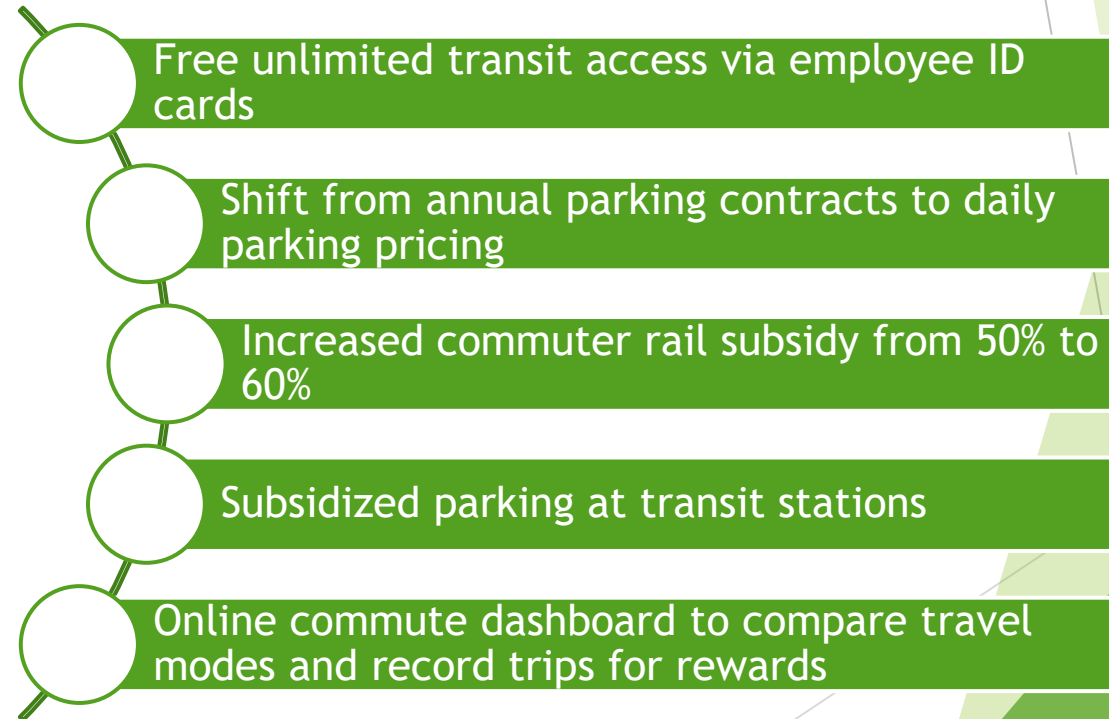 Free unlimited transit access via employee ID
cards
Shift from annual parking contracts to daily
parking pricing
Increased commuter rail subsidy from 50% to
60%
Subsidized parking at transit stations
Online commute dashboard to compare travel
modes and record trips for rewards